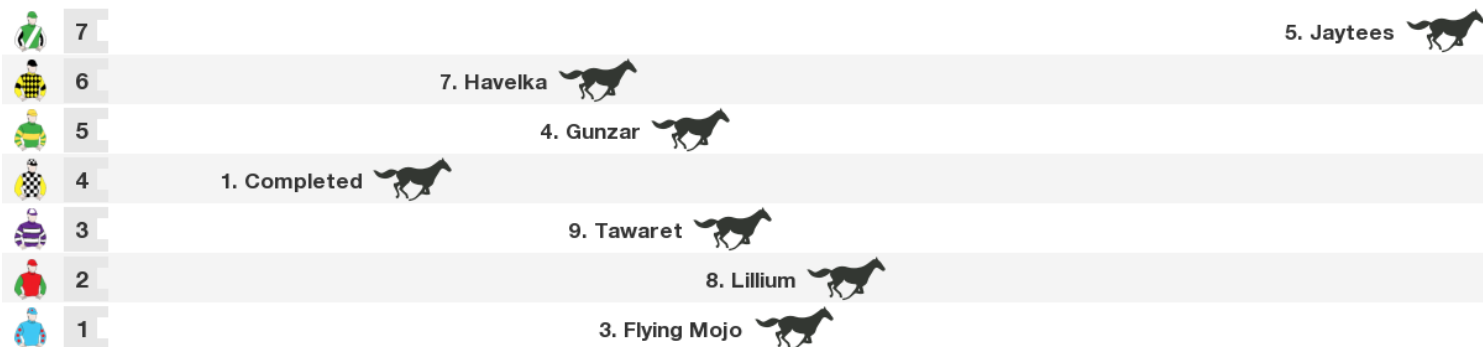 7 5. Jaytees
6 7. Havelka
5 4. Gunzar
4 1. Completed
3 9. Tawaret
2 8. Lillium
1 3. Flying Mojo